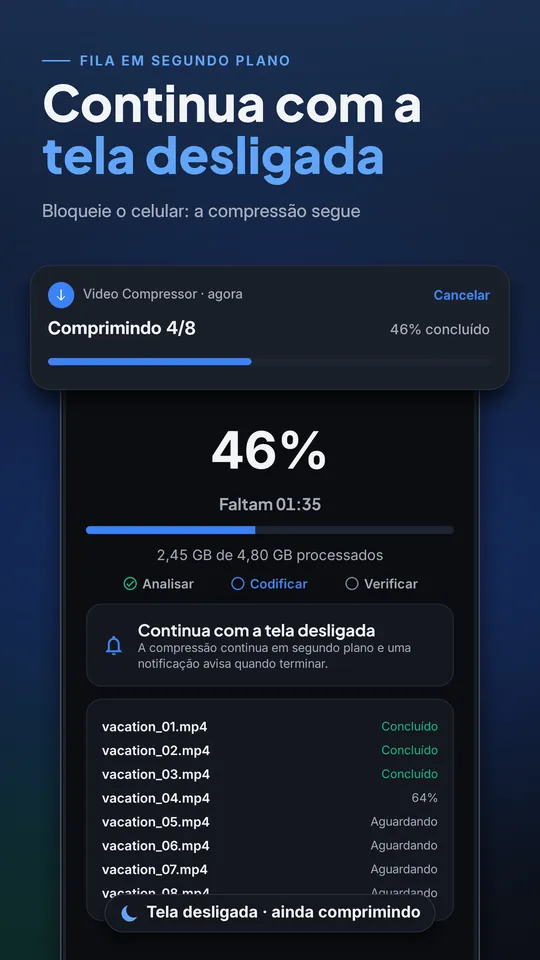 FILA EM SEGUNDO PLANO
Continua com a
tela desligada
Bloqueie o celular: a compressão segue
Video Compressor · agora
Cancelar
Comprimindo 4/8
46% concluído
46%
Faltam 01:35
2,45 GB de 4,80 GB processados
Analisar
Codificar
Verificar
Continua com a tela desligada
A compressão continua em segundo plano e uma
notificação avisa quando terminar.
vacation_01.mp4 Concluído
vacation_02.mp4 Concluído
vacation_03.mp4 Concluído
vacation_04.mp4 64%
vacation_05.mp4 Aguardando
vacation_06.mp4 Aguardando
vacation_07.mp4 Aguardando
vacation_08.mp4 Aguardando
Tela desligada · ainda comprimindo